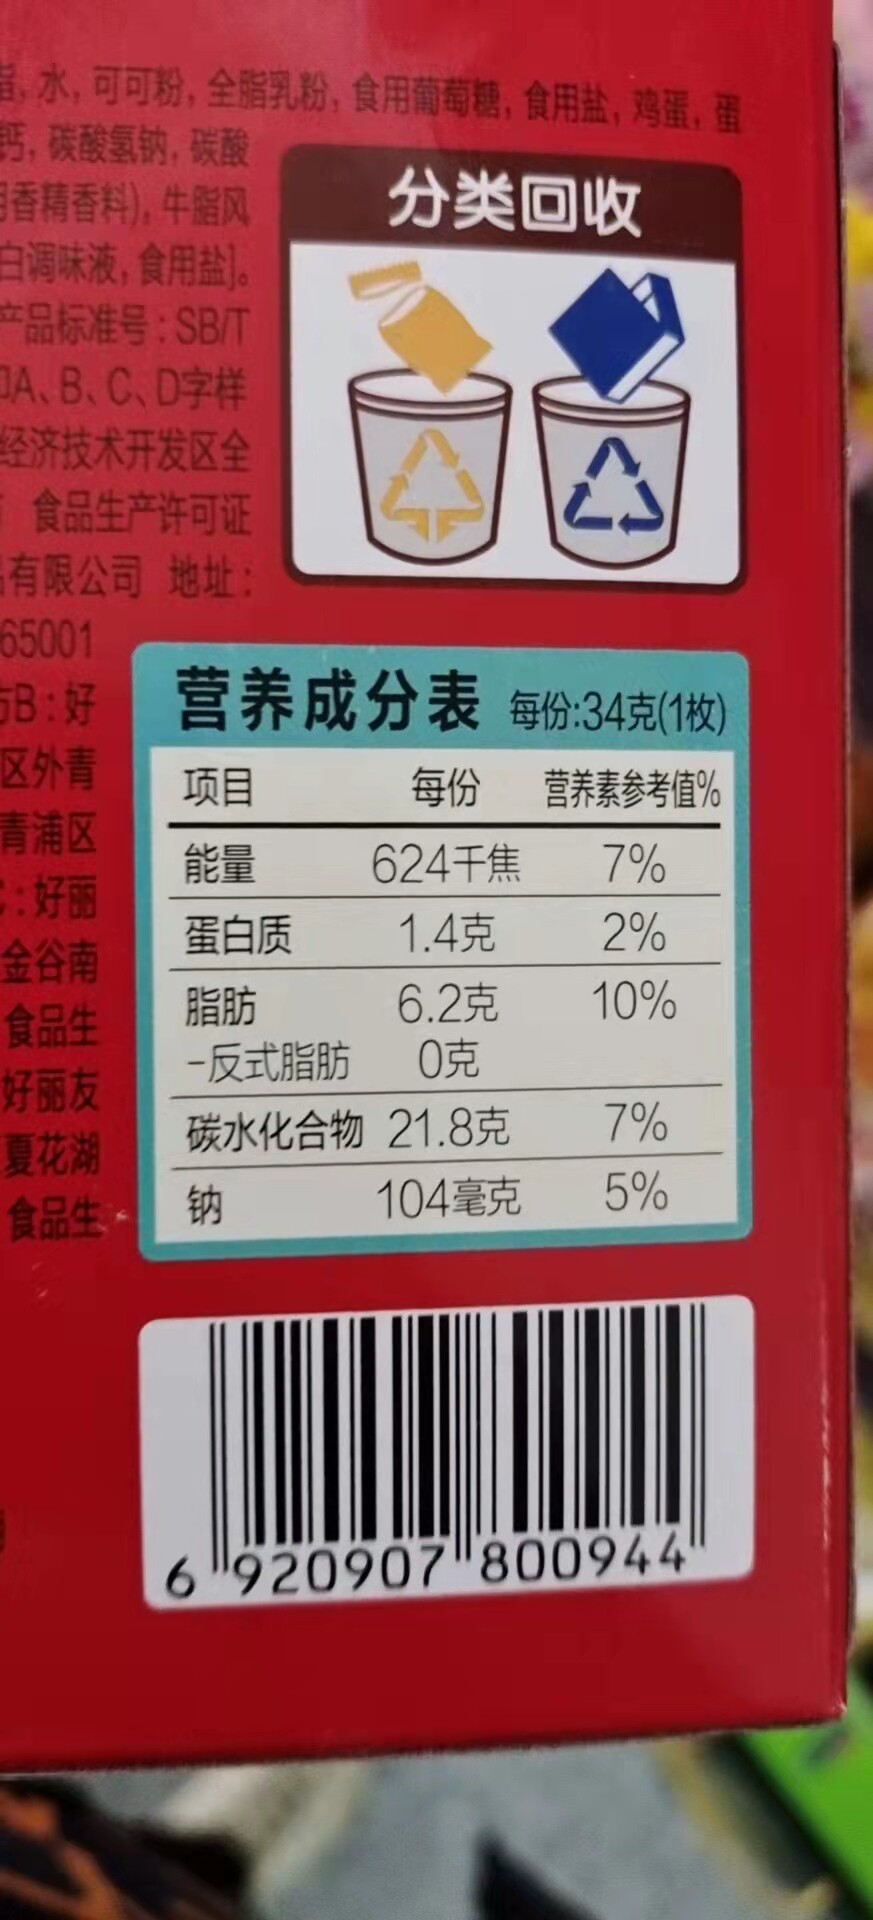 水, 可可粉, 全脂乳粉, 食用葡萄糖, 食用盐, 鸡蛋, 蛋
钙, 碳酸氢钠, 碳酸
香精香料), 牛脂风
白调味液, 食用盐]。
产品标准号: SB/T
A、B、C、D字样
经济技术开发区全
食品生产许可证
有限公司 地址:
65001
B: 好
区外青
青浦区
: 好丽
金谷南
食品生
好丽友
夏花湖
食品生
分类回收
营养成分表 每份:34克(1枚)
项目 每份 营养素参考值%
能量 624千焦 7%
蛋白质 1.4克 2%
脂肪 6.2克 10%
-反式脂肪 0克
碳水化合物 21.8克 7%
钠 104毫克 5%
6 920907 800944